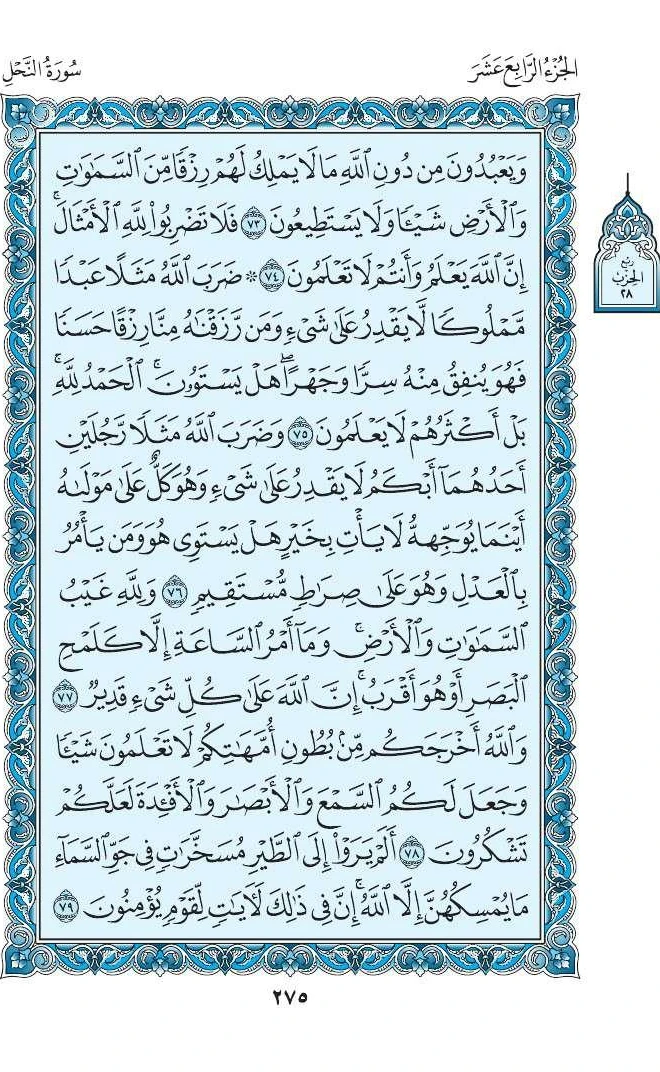 الجُزْءُ الرَّابِعَ عَشَرَ
سُورَةُ النَّحْلِ
وَيَعْبُدُونَ مِن دُونِ ٱللَّهِ مَا لَا يَمْلِكُ لَهُمْ رِزْقًا مِّنَ ٱلسَّمَٰوَٰتِ
وَٱلْأَرْضِ شَيْـًٔا وَلَا يَسْتَطِيعُونَ ٧٣ فَلَا تَضْرِبُوا۟ لِلَّهِ ٱلْأَمْثَالَ ۚ
إِنَّ ٱللَّهَ يَعْلَمُ وَأَنتُمْ لَا تَعْلَمُونَ ٧٤ * ضَرَبَ ٱللَّهُ مَثَلًا عَبْدًا
مَّمْلُوكًا لَّا يَقْدِرُ عَلَىٰ شَىْءٍ وَمَن رَّزَقْنَٰهُ مِنَّا رِزْقًا حَسَنًا
فَهُوَ يُنفِقُ مِنْهُ سِرًّا وَجَهْرًا ۖ هَلْ يَسْتَوُۥنَ ۚ ٱلْحَمْدُ لِلَّهِ ۚ
بَلْ أَكْثَرُهُمْ لَا يَعْلَمُونَ ٧٥ وَضَرَبَ ٱللَّهُ مَثَلًا رَّجُلَيْنِ
أَحَدُهُمَآ أَبْكَمُ لَا يَقْدِرُ عَلَىٰ شَىْءٍ وَهُوَ كَلٌّ عَلَىٰ مَوْلَىٰهُ
أَيْنَمَا يُوَجِّههُّ لَا يَأْتِ بِخَيْرٍ هَلْ يَسْتَوِى هُوَ وَمَن يَأْمُرُ
بِٱلْعَدْلِ وَهُوَ عَلَىٰ صِرَٰطٍ مُّسْتَقِيمٍ ٧٦ وَلِلَّهِ غَيْبُ
ٱلسَّمَٰوَٰتِ وَٱلْأَرْضِ ۚ وَمَآ أَمْرُ ٱلسَّاعَةِ إِلَّا كَلَمْحِ
ٱلْبَصَرِ أَوْ هُوَ أَقْرَبُ ۚ إِنَّ ٱللَّهَ عَلَىٰ كُلِّ شَىْءٍ قَدِيرٌ ٧٧
وَٱللَّهُ أَخْرَجَكُم مِّنۢ بُطُونِ أُمَّهَٰتِكُمْ لَا تَعْلَمُونَ شَيْـًٔا
وَجَعَلَ لَكُمُ ٱلسَّمْعَ وَٱلْأَبْصَٰرَ وَٱلْأَفْـِٔدَةَ لَعَلَّكُمْ
تَشْكُرُونَ ٧٨ أَلَمْ يَرَوْا۟ إِلَى ٱلطَّيْرِ مُسَخَّرَٰتٍ فِى جَوِّ ٱلسَّمَآءِ
مَا يُمْسِكُهُنَّ إِلَّا ٱللَّهُ ۗ إِنَّ فِى ذَٰلِكَ لَـَٔايَٰتٍ لِّقَوْمٍ يُؤْمِنُونَ ٧٩
ربع
الحزب
٢٨
٢٧٥